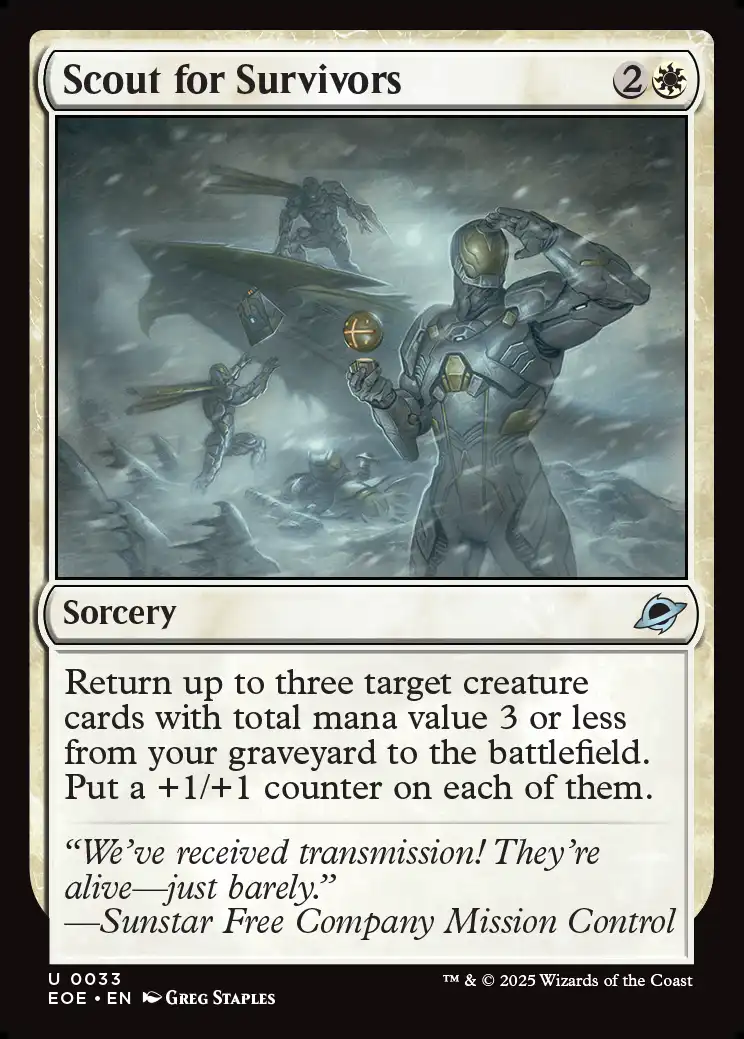 Scout for Survivors 2
Sorcery
Return up to three target creature
cards with total mana value 3 or less
from your graveyard to the battlefield.
Put a +1/+1 counter on each of them.
“We’ve received transmission! They’re
alive—just barely.”
—Sunstar Free Company Mission Control
U 0033
EOE • EN Greg Staples
™ & © 2025 Wizards of the Coast